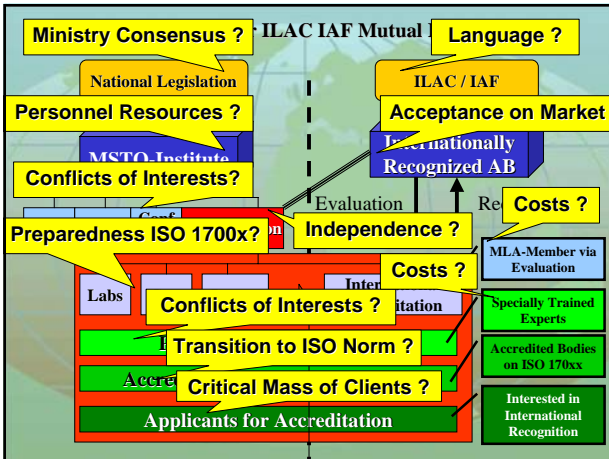 Ministry Consensus ?
ILAC IAF Mutual
Language ?
National Legislation
ILAC / IAF
Personnel Resources ?
Acceptance on Market
MSTQ-Institute
Internationally
Recognized AB
Conflicts of Interests?
Evaluation
Costs ?
Preparedness ISO 1700x?
Independence ?
MLA-Member via
Evaluation
Costs ?
Labs
Specially Trained
Experts
Conflicts of Interests ?
Transition to ISO Norm ?
Accredited Bodies
on ISO 170xx
Critical Mass of Clients ?
Applicants for Accreditation
Interested in
International
Recognition